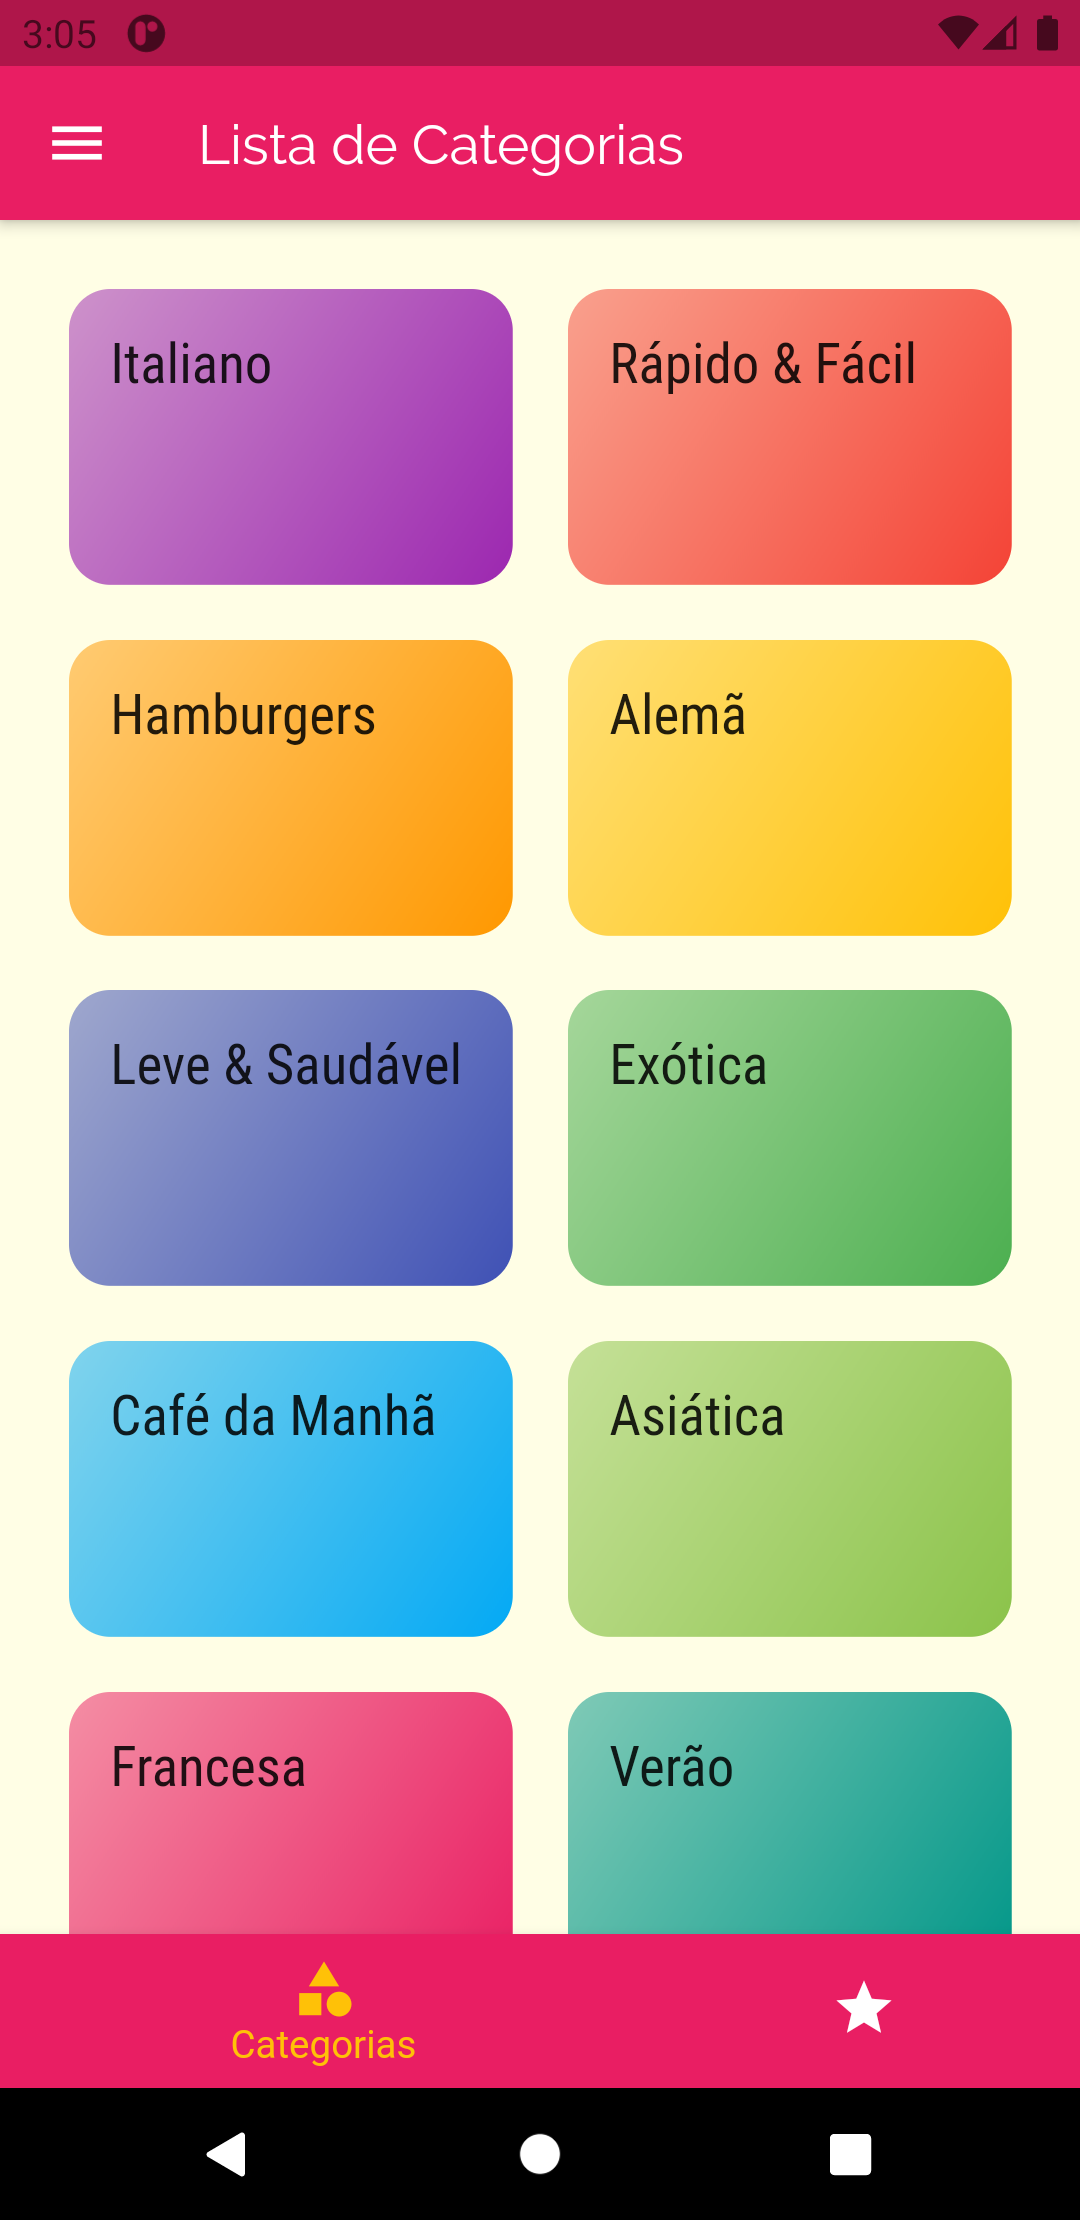 3:05
Lista de Categorias
Italiano
Rápido & Fácil
Hamburgers
Alemã
Leve & Saudável
Exótica
Café da Manhã
Asiática
Francesa
Verão
Categorias